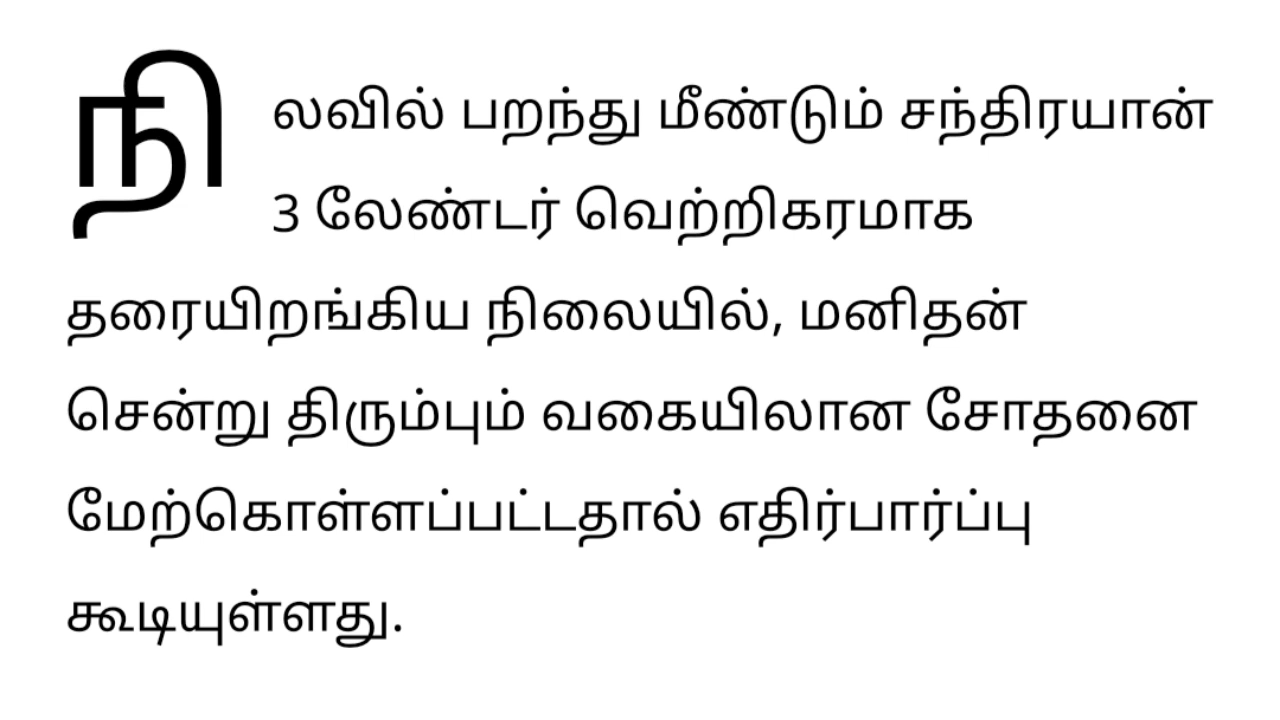 நிலவில் பறந்து மீண்டும் சந்திரயான்
3 லேண்டர் வெற்றிகரமாக
தரையிறங்கிய நிலையில், மனிதன்
சென்று திரும்பும் வகையிலான சோதனை
மேற்கொள்ளப்பட்டதால் எதிர்பார்ப்பு
கூடியுள்ளது.